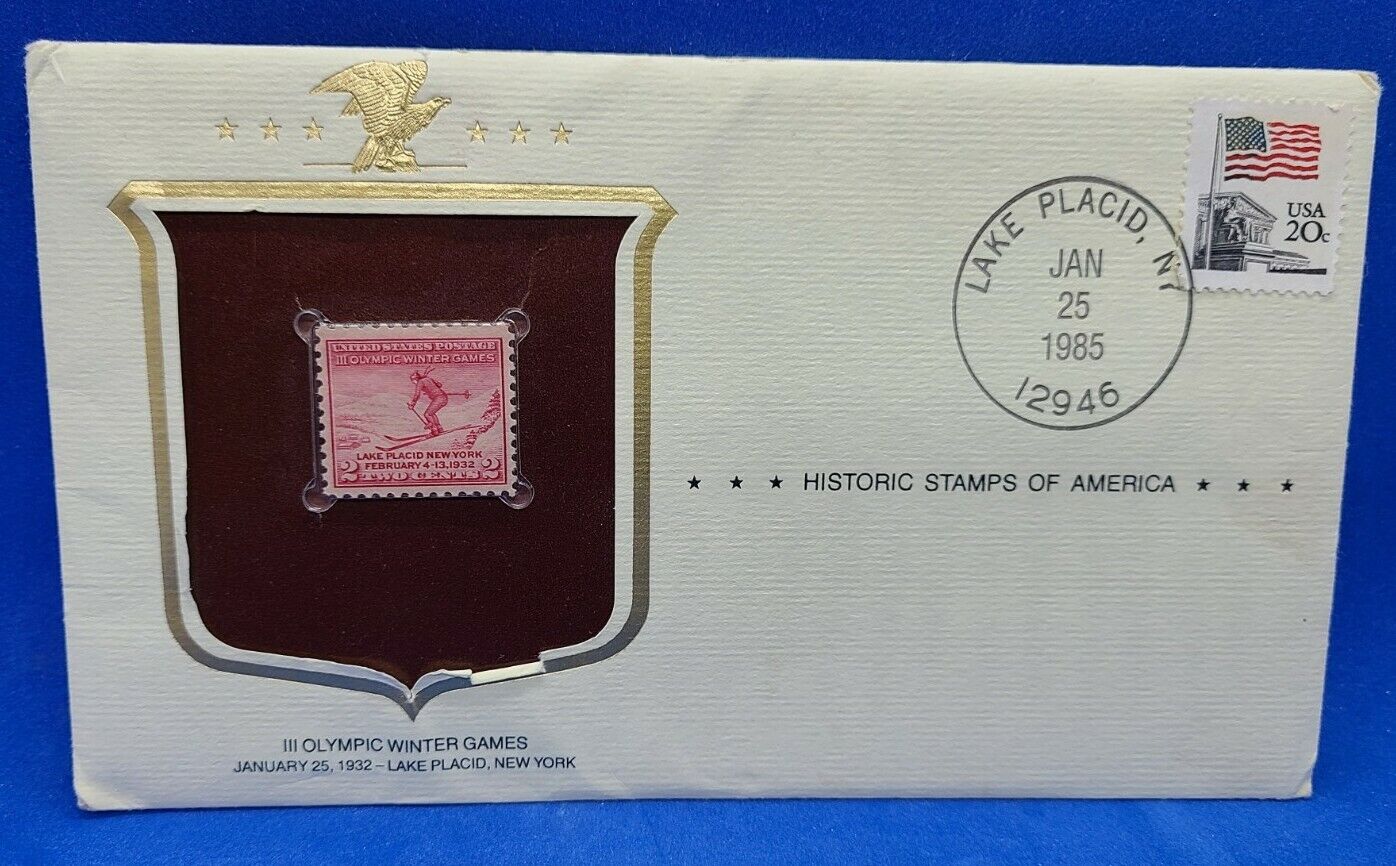 UNITED STATES POSTAGE
III OLYMPIC WINTER GAMES
LAKE PLACID NEW YORK
FEBRUARY 4-13, 1932
2 TWO CENTS 2
III OLYMPIC WINTER GAMES
JANUARY 25, 1932 – LAKE PLACID, NEW YORK
LAKE PLACID, NY
JAN
25
1985
12946
USA
20c
★ ★ ★ HISTORIC STAMPS OF AMERICA ★ ★ ★